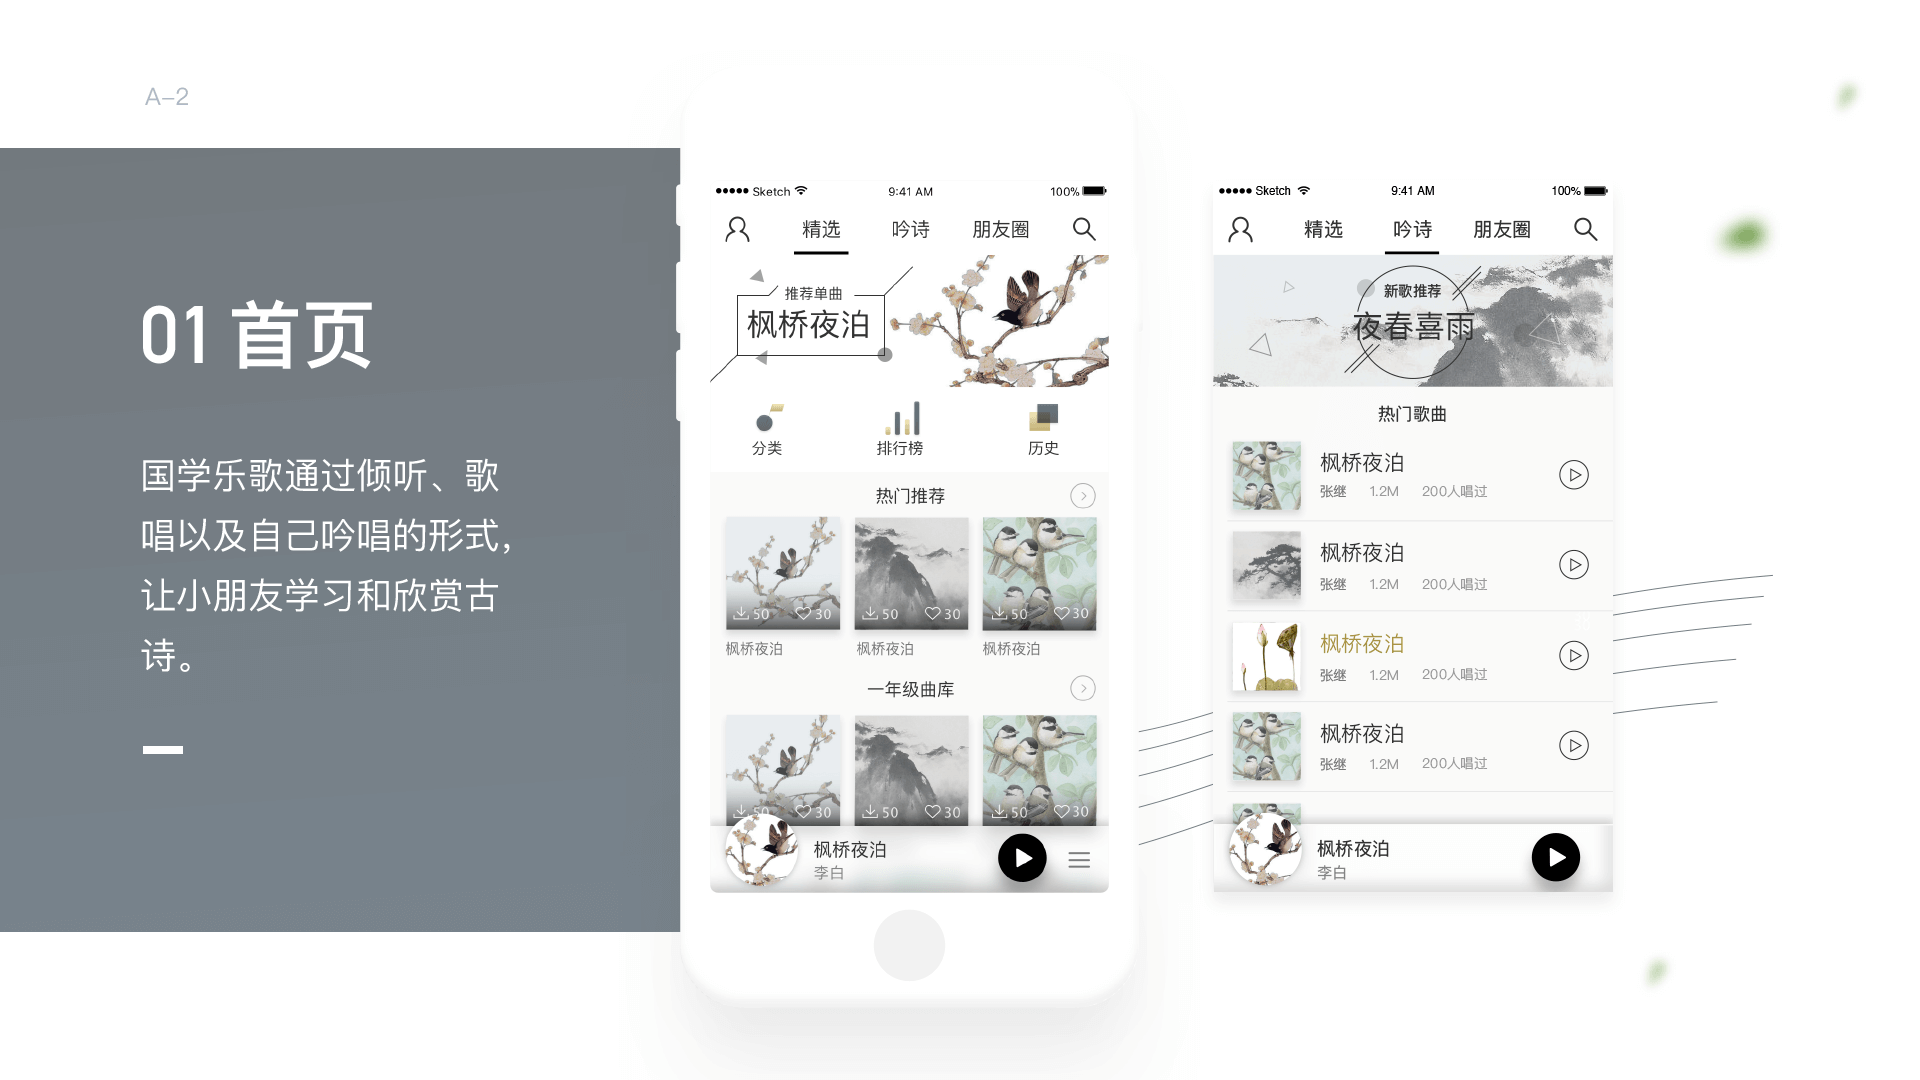 A–2
01 首页
国学乐歌通过倾听、歌
唱以及自己吟唱的形式，
让小朋友学习和欣赏古
诗。
Sketch 9:41 AM 100%
精选 吟诗 朋友圈
推荐单曲
枫桥夜泊
分类 排行榜 历史
热门推荐
50 30 50 30 50 30
枫桥夜泊 枫桥夜泊 枫桥夜泊
一年级曲库
50 30 50 30 50 30
枫桥夜泊
李白
Sketch 9:41 AM 100%
精选 吟诗 朋友圈
新歌推荐
夜春喜雨
热门歌曲
枫桥夜泊
张继 1.2M 200人唱过
枫桥夜泊
张继 1.2M 200人唱过
枫桥夜泊
张继 1.2M 200人唱过
枫桥夜泊
张继 1.2M 200人唱过
枫桥夜泊
李白